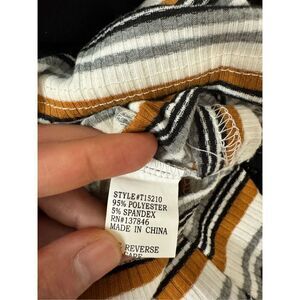 STYLE#T15210
95% POLYESTER
5% SPANDEX
RN#137846
MADE IN CHINA
REVERSE